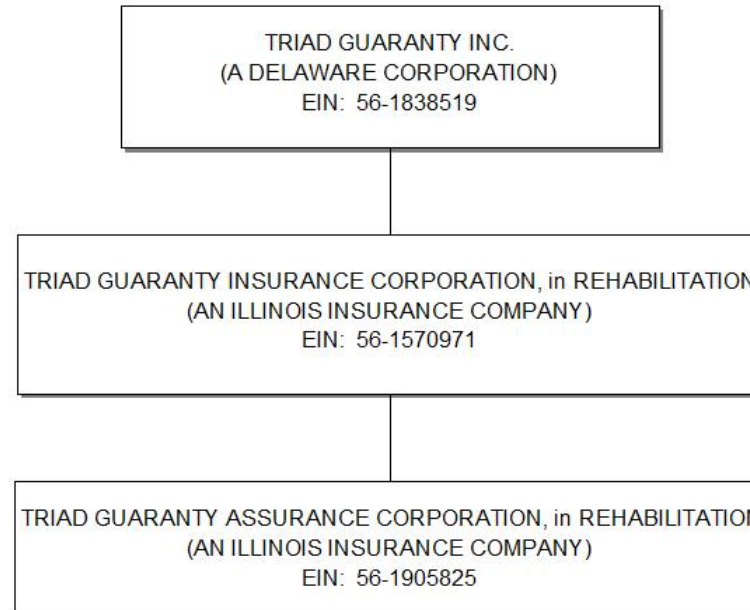 TRIAD GUARANTY INC.
(A DELAWARE CORPORATION)
EIN: 56-1838519
TRIAD GUARANTY INSURANCE CORPORATION, in REHABILITATION
(AN ILLINOIS INSURANCE COMPANY)
EIN: 56-1570971
TRIAD GUARANTY ASSURANCE CORPORATION, in REHABILITATION
(AN ILLINOIS INSURANCE COMPANY)
EIN: 56-1905825